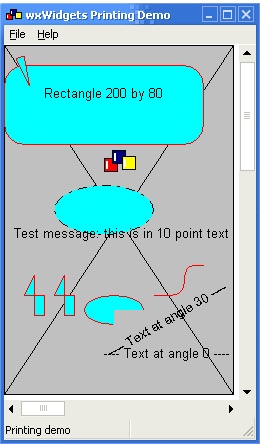 wxWidgets Printing Demo
File Help
Rectangle 200 by 80
Test message: this is in 10 point text
Text at angle 30
Text at angle 0
Printing demo